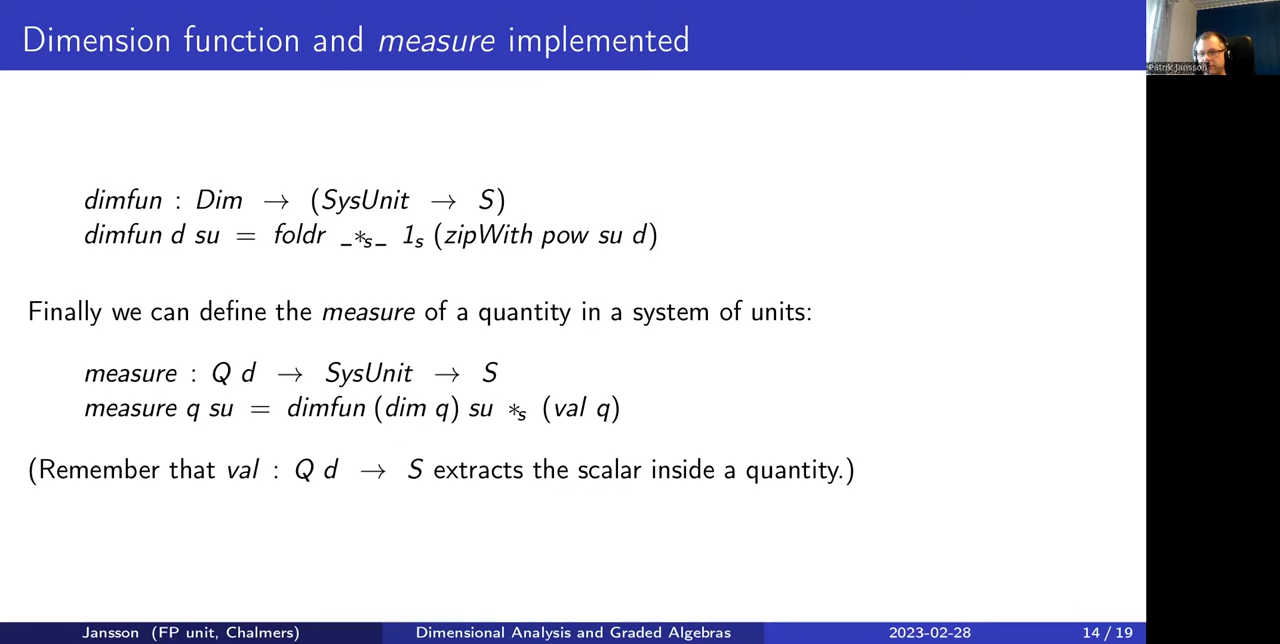 Dimension function and measure implemented
Patrik Jansson
dimfun : Dim → (SysUnit → S)
dimfun d su = foldr _*ₛ_ 1ₛ (zipWith pow su d)
Finally we can define the measure of a quantity in a system of units:
measure : Q d → SysUnit → S
measure q su = dimfun (dim q) su *ₛ (val q)
(Remember that val : Q d → S extracts the scalar inside a quantity.)
Jansson (FP unit, Chalmers) Dimensional Analysis and Graded Algebras 2023-02-28 14 / 19